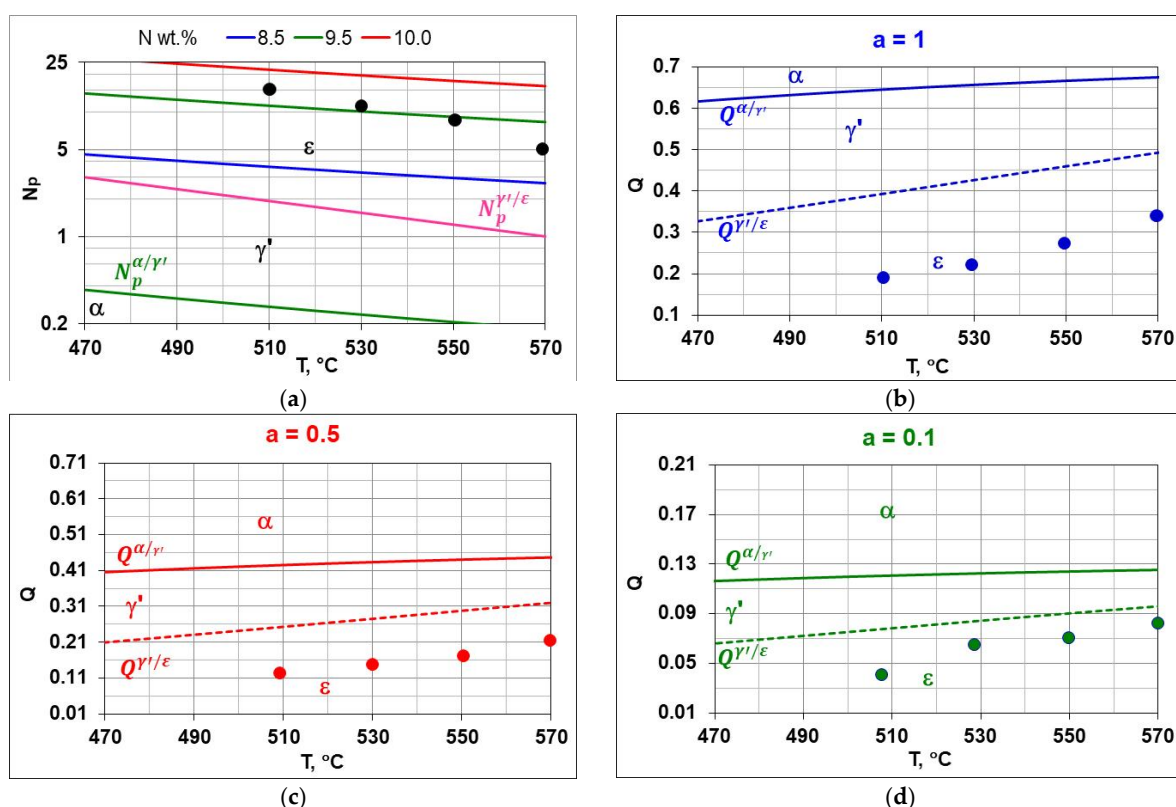 N wt.% 8.5 9.5 10.0
25
5
1
0.2
Np
ε
N_p^{γ'/ε}
γ'
N_p^{α/γ'}
α
470 490 510 530 550 570
T, °C
(a)
a = 1
0.7
0.6
0.5
0.4
0.3
0.2
0.1
Q
α
Q^{α/γ'}
γ'
Q^{γ'/ε}
ε
470 490 510 530 550 570
T, °C
(b)
a = 0.5
0.71
0.61
0.51
0.41
0.31
0.21
0.11
0.01
Q
α
Q^{α/γ'}
γ'
Q^{γ'/ε}
ε
470 490 510 530 550 570
T, °C
(c)
a = 0.1
0.21
0.17
0.13
0.09
0.05
0.01
Q
α
Q^{α/γ'}
γ'
Q^{γ'/ε}
ε
470 490 510 530 550 570
T, °C
(d)